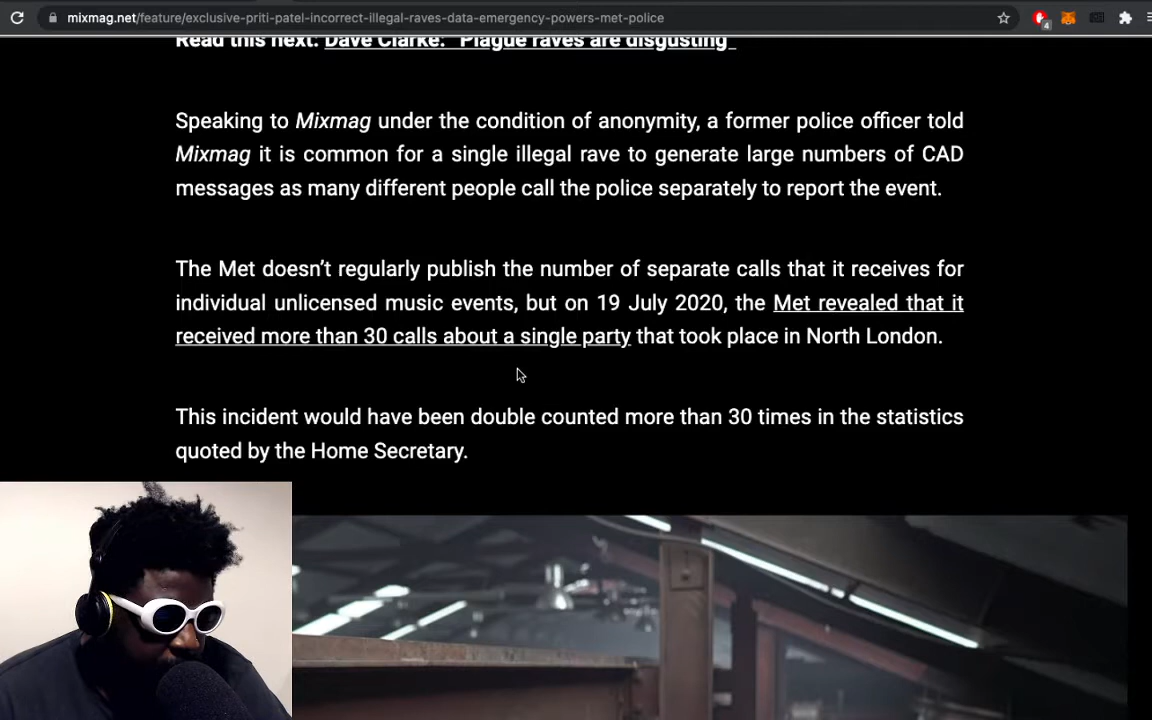 mixmag.net/feature/exclusive-priti-patel-incorrect-illegal-raves-data-emergency-powers-met-police
4
Read this next: Dave Clarke: "Plague raves are disgusting"
Speaking to Mixmag under the condition of anonymity, a former police officer told
Mixmag it is common for a single illegal rave to generate large numbers of CAD
messages as many different people call the police separately to report the event.
The Met doesn’t regularly publish the number of separate calls that it receives for
individual unlicensed music events, but on 19 July 2020, the Met revealed that it
received more than 30 calls about a single party that took place in North London.
This incident would have been double counted more than 30 times in the statistics
quoted by the Home Secretary.